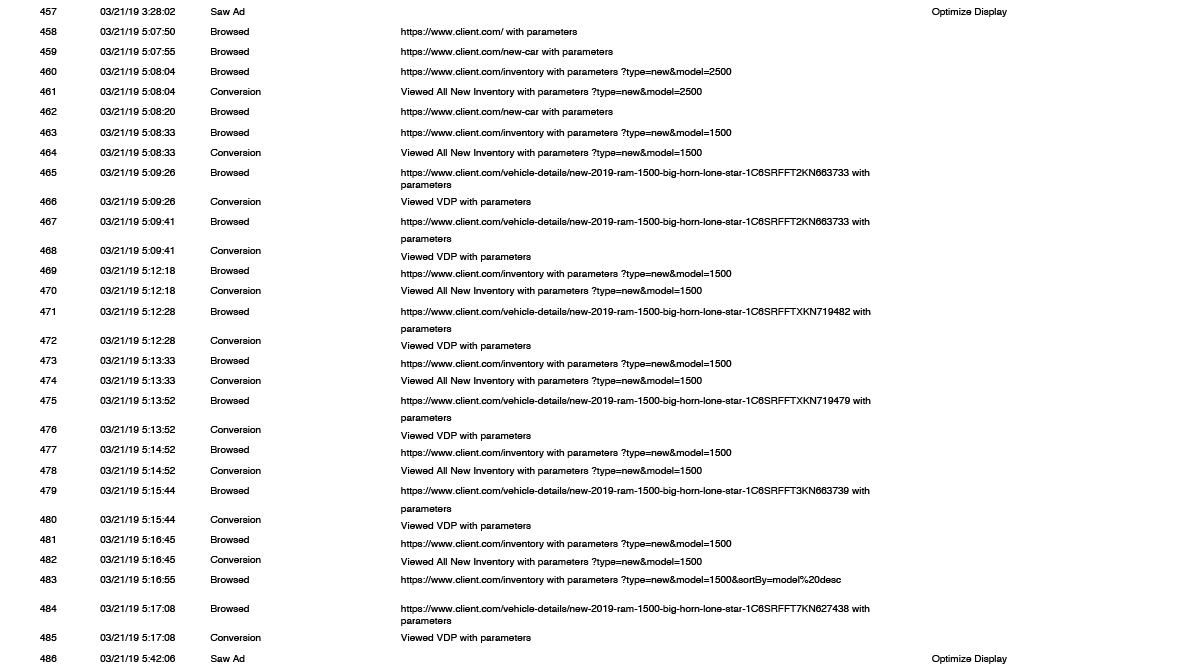 457 03/21/19 3:28:02 Saw Ad Optimize Display
458 03/21/19 5:07:50 Browsed https://www.client.com/ with parameters
459 03/21/19 5:07:55 Browsed https://www.client.com/new-car with parameters
460 03/21/19 5:08:04 Browsed https://www.client.com/inventory with parameters ?type=new&model=2500
461 03/21/19 5:08:04 Conversion Viewed All New Inventory with parameters ?type=new&model=2500
462 03/21/19 5:08:20 Browsed https://www.client.com/new-car with parameters
463 03/21/19 5:08:33 Browsed https://www.client.com/inventory with parameters ?type=new&model=1500
464 03/21/19 5:08:33 Conversion Viewed All New Inventory with parameters ?type=new&model=1500
465 03/21/19 5:09:26 Browsed https://www.client.com/vehicle-details/new-2019-ram-1500-big-horn-lone-star-1C6SRFFT2KN663733 with
parameters
466 03/21/19 5:09:26 Conversion Viewed VDP with parameters
467 03/21/19 5:09:41 Browsed https://www.client.com/vehicle-details/new-2019-ram-1500-big-horn-lone-star-1C6SRFFT2KN663733 with
parameters
468 03/21/19 5:09:41 Conversion Viewed VDP with parameters
469 03/21/19 5:12:18 Browsed https://www.client.com/inventory with parameters ?type=new&model=1500
470 03/21/19 5:12:18 Conversion Viewed All New Inventory with parameters ?type=new&model=1500
471 03/21/19 5:12:28 Browsed https://www.client.com/vehicle-details/new-2019-ram-1500-big-horn-lone-star-1C6SRFFTXKN719482 with
parameters
472 03/21/19 5:12:28 Conversion Viewed VDP with parameters
473 03/21/19 5:13:33 Browsed https://www.client.com/inventory with parameters ?type=new&model=1500
474 03/21/19 5:13:33 Conversion Viewed All New Inventory with parameters ?type=new&model=1500
475 03/21/19 5:13:52 Browsed https://www.client.com/vehicle-details/new-2019-ram-1500-big-horn-lone-star-1C6SRFFTXKN719479 with
parameters
476 03/21/19 5:13:52 Conversion Viewed VDP with parameters
477 03/21/19 5:14:52 Browsed https://www.client.com/inventory with parameters ?type=new&model=1500
478 03/21/19 5:14:52 Conversion Viewed All New Inventory with parameters ?type=new&model=1500
479 03/21/19 5:15:44 Browsed https://www.client.com/vehicle-details/new-2019-ram-1500-big-horn-lone-star-1C6SRFFT3KN663739 with
parameters
480 03/21/19 5:15:44 Conversion Viewed VDP with parameters
481 03/21/19 5:16:45 Browsed https://www.client.com/inventory with parameters ?type=new&model=1500
482 03/21/19 5:16:45 Conversion Viewed All New Inventory with parameters ?type=new&model=1500
483 03/21/19 5:16:55 Browsed https://www.client.com/inventory with parameters ?type=new&model=1500&sortBy=model%20desc
484 03/21/19 5:17:08 Browsed https://www.client.com/vehicle-details/new-2019-ram-1500-big-horn-lone-star-1C6SRFFT7KN627438 with
parameters
485 03/21/19 5:17:08 Conversion Viewed VDP with parameters
486 03/21/19 5:42:06 Saw Ad Optimize Display